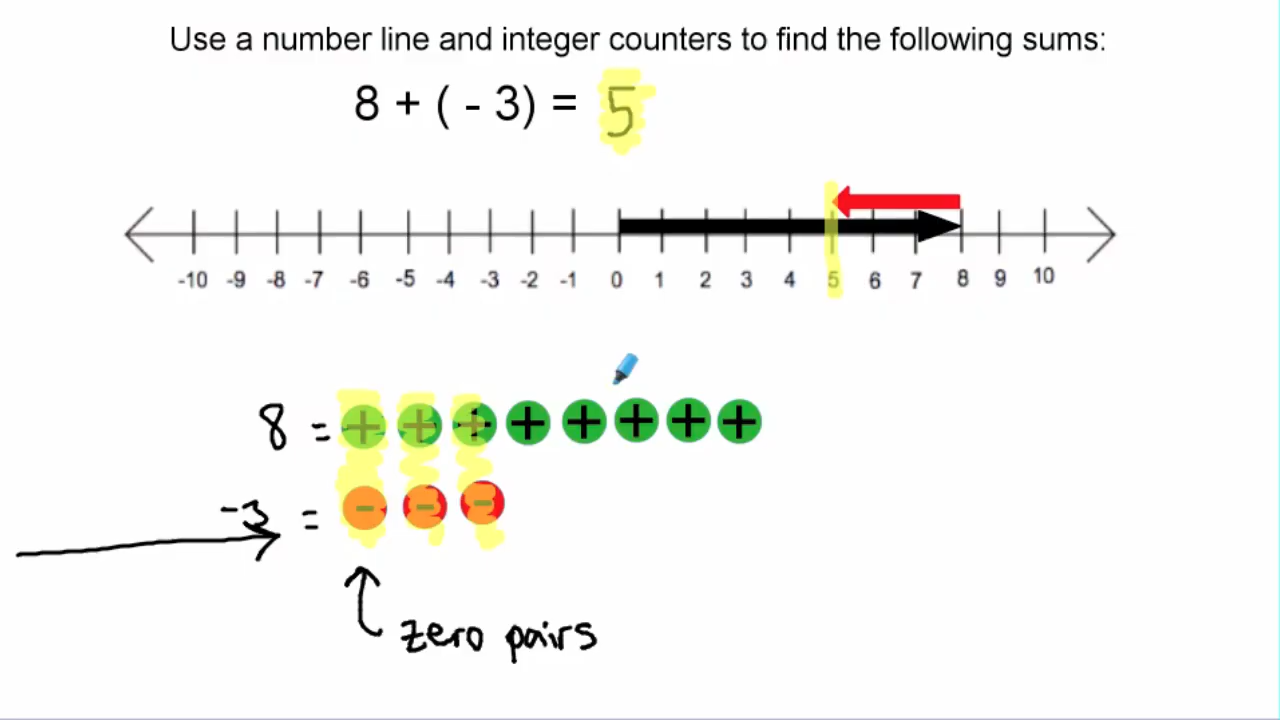 Use a number line and integer counters to find the following sums:
8 + ( - 3) = 5
-10 -9 -8 -7 -6 -5 -4 -3 -2 -1 0 1 2 3 4 5 6 7 8 9 10
8 = + + + + + + + +
-3 = - - -
zero pairs